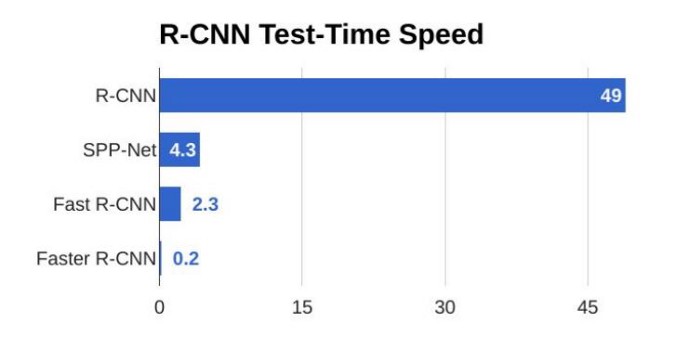 R-CNN Test-Time Speed
R-CNN 49
SPP-Net 4.3
Fast R-CNN 2.3
Faster R-CNN 0.2
0 15 30 45